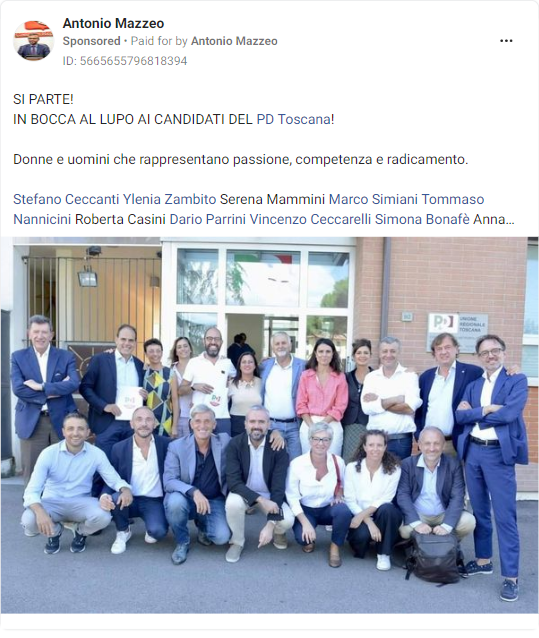 Antonio Mazzeo
Sponsored • Paid for by Antonio Mazzeo
ID: 5665655796818394
SI PARTE!
IN BOCCA AL LUPO AI CANDIDATI DEL PD Toscana!
Donne e uomini che rappresentano passione, competenza e radicamento.
Stefano Ceccanti Ylenia Zambito Serena Mammini Marco Simiani Tommaso
Nannicini Roberta Casini Dario Parrini Vincenzo Ceccarelli Simona Bonafè Anna...
PD
UNIONE
REGIONALE
TOSCANA